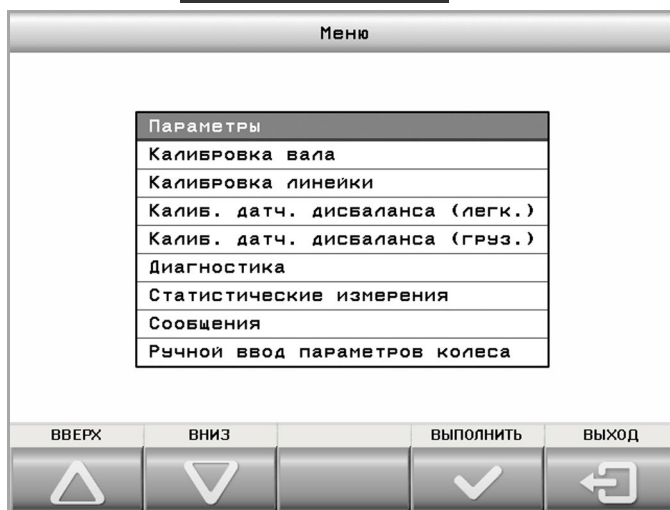 Меню
Параметры
Калибровка вала
Калибровка линейки
Калиб. датч. дисбаланса (легк.)
Калиб. датч. дисбаланса (груз.)
Диагностика
Статистические измерения
Сообщения
Ручной ввод параметров колеса
ВВЕРХ ВНИЗ ВЫПОЛНИТЬ ВЫХОД